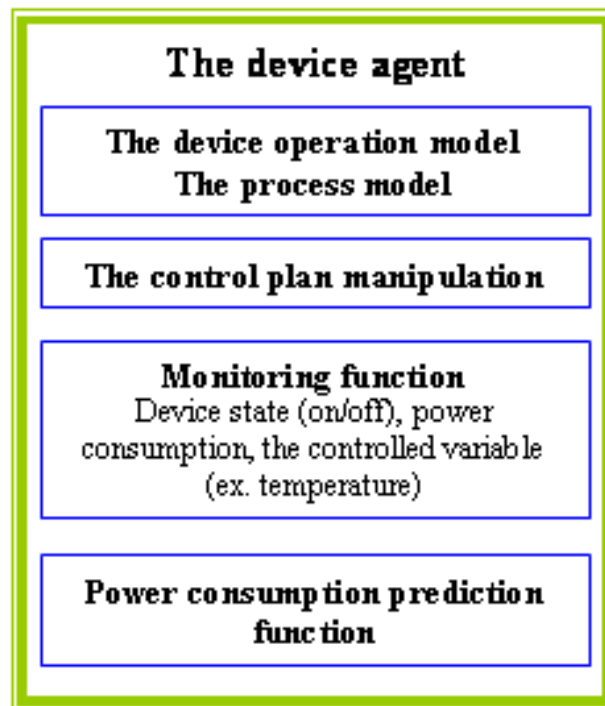 The device agent
The device operation model
The process model
The control plan manipulation
Monitoring function
Device state (on/off), power
consumption, the controlled variable
(ex. temperature)
Power consumption prediction
function